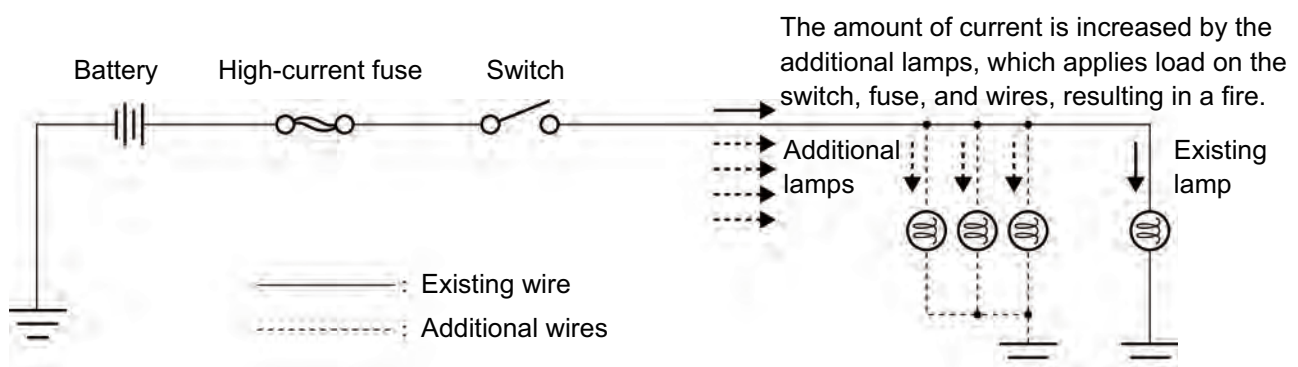 The amount of current is increased by the
additional lamps, which applies load on the
switch, fuse, and wires, resulting in a fire.
Battery
High-current fuse
Switch
Additional
lamps
Existing
lamp
: Existing wire
: Additional wires